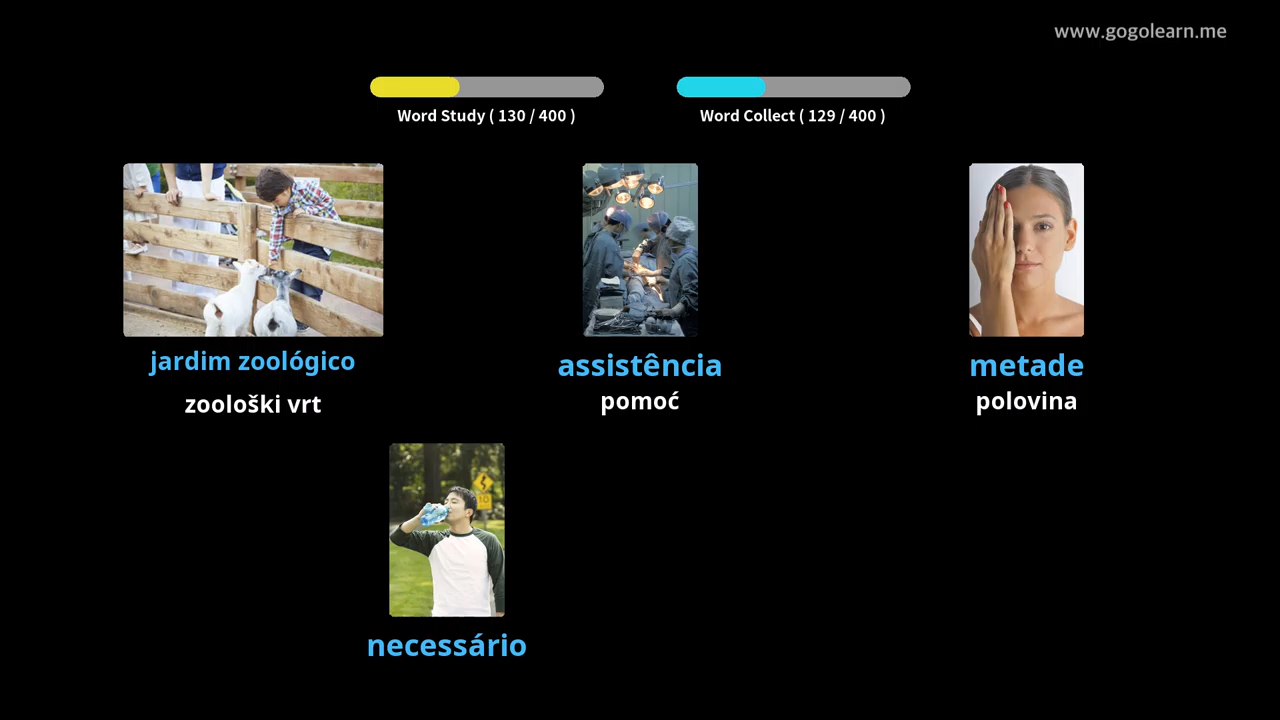 www.gogolearn.me
Word Study ( 130 / 400 )
Word Collect ( 129 / 400 )
jardim zoológico
zoološki vrt
assistência
pomoć
metade
polovina
necessário